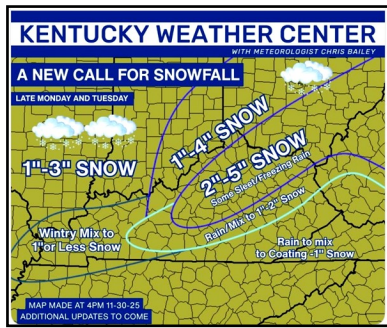 KENTUCKY WEATHER CENTER
WITH METEOROLOGIST CHRIS BAILEY
A NEW CALL FOR SNOWFALL
LATE MONDAY AND TUESDAY
1"-3" SNOW
1"-4" SNOW
2"-5" SNOW
Some Sleet/Freezing Rain
Rain/Mix to 1"-2" Snow
Wintry Mix to
1"or Less Snow
Rain to mix
to Coating -1" Snow
MAP MADE AT 4PM 11-30-25
ADDITIONAL UPDATES TO COME